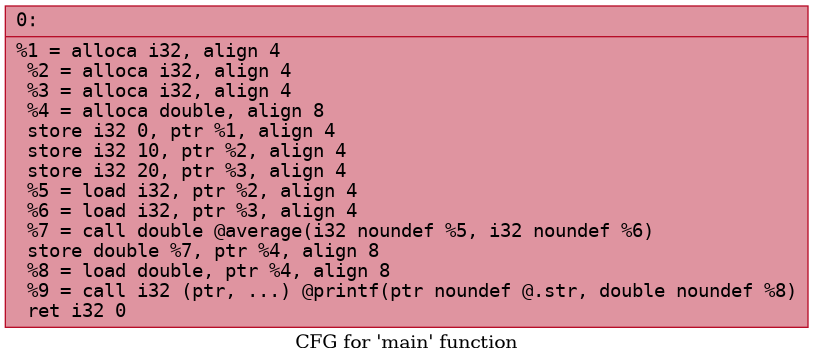 0:
%1 = alloca i32, align 4
%2 = alloca i32, align 4
%3 = alloca i32, align 4
%4 = alloca double, align 8
store i32 0, ptr %1, align 4
store i32 10, ptr %2, align 4
store i32 20, ptr %3, align 4
%5 = load i32, ptr %2, align 4
%6 = load i32, ptr %3, align 4
%7 = call double @average(i32 noundef %5, i32 noundef %6)
store double %7, ptr %4, align 8
%8 = load double, ptr %4, align 8
%9 = call i32 (ptr, ...) @printf(ptr noundef @.str, double noundef %8)
ret i32 0
CFG for 'main' function